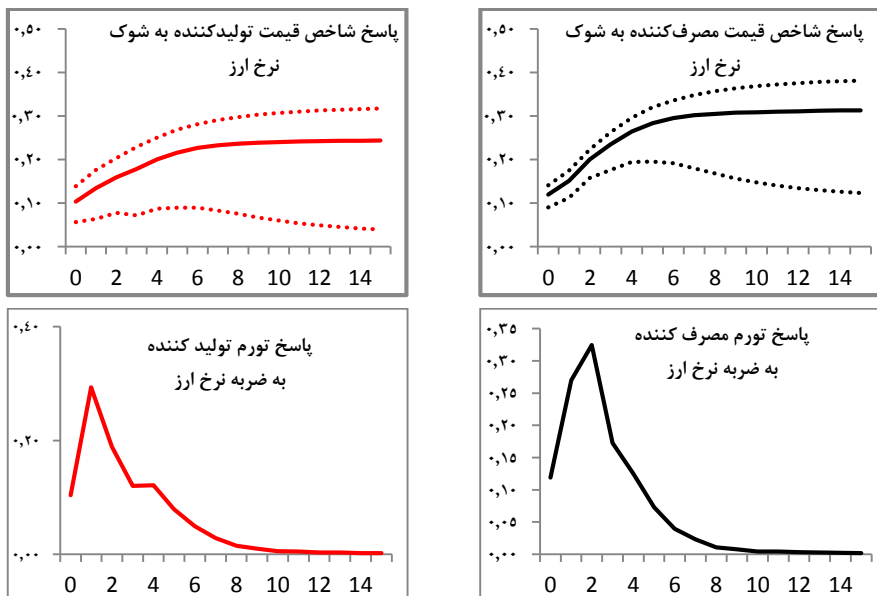 پاسخ شاخص قیمت مصرف‌کننده به شوک
نرخ ارز
۰,۵۰
۰,۴۰
۰,۳۰
۰,۲۰
۰,۱۰
۰,۰۰
0 2 4 6 8 10 12 14
پاسخ شاخص قیمت تولیدکننده به شوک
نرخ ارز
۰,۵۰
۰,۴۰
۰,۳۰
۰,۲۰
۰,۱۰
۰,۰۰
0 2 4 6 8 10 12 14
پاسخ تورم مصرف کننده
به ضربه نرخ ارز
۰,۳۵
۰,۳۰
۰,۲۵
۰,۲۰
۰,۱۵
۰,۱۰
۰,۰۵
۰,۰۰
0 2 4 6 8 10 12 14
پاسخ تورم تولید کننده
به ضربه نرخ ارز
۰,۴۰
۰,۲۰
۰,۰۰
0 2 4 6 8 10 12 14